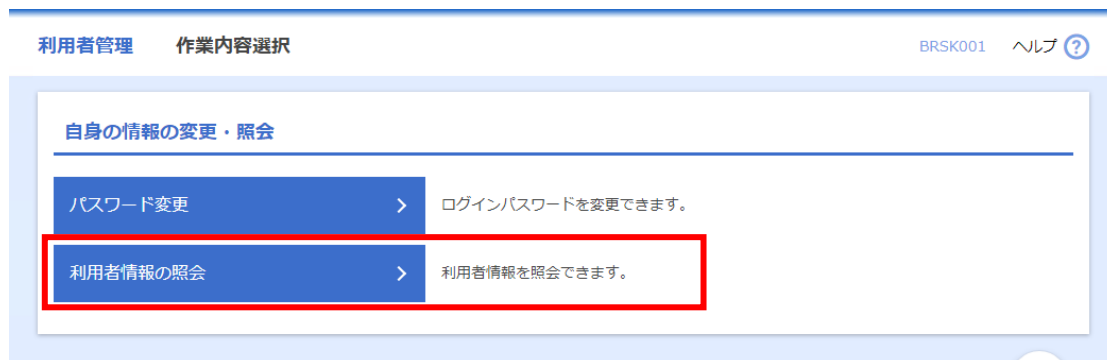 利用者管理 作業内容選択 BRSK001 ヘルプ ?
自身の情報の変更・照会
パスワード変更 > ログインパスワードを変更できます。
利用者情報の照会 > 利用者情報を照会できます。